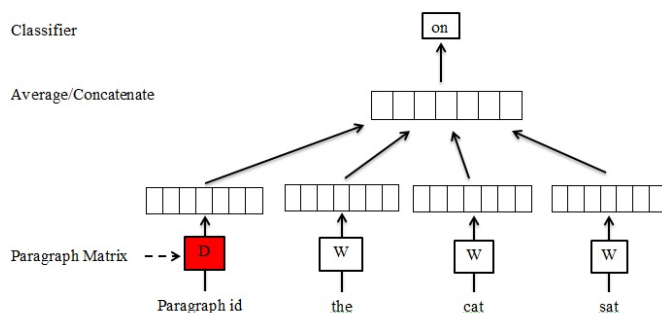 Classifier
on
Average/Concatenate
Paragraph Matrix
D
W
W
W
Paragraph id
the
cat
sat